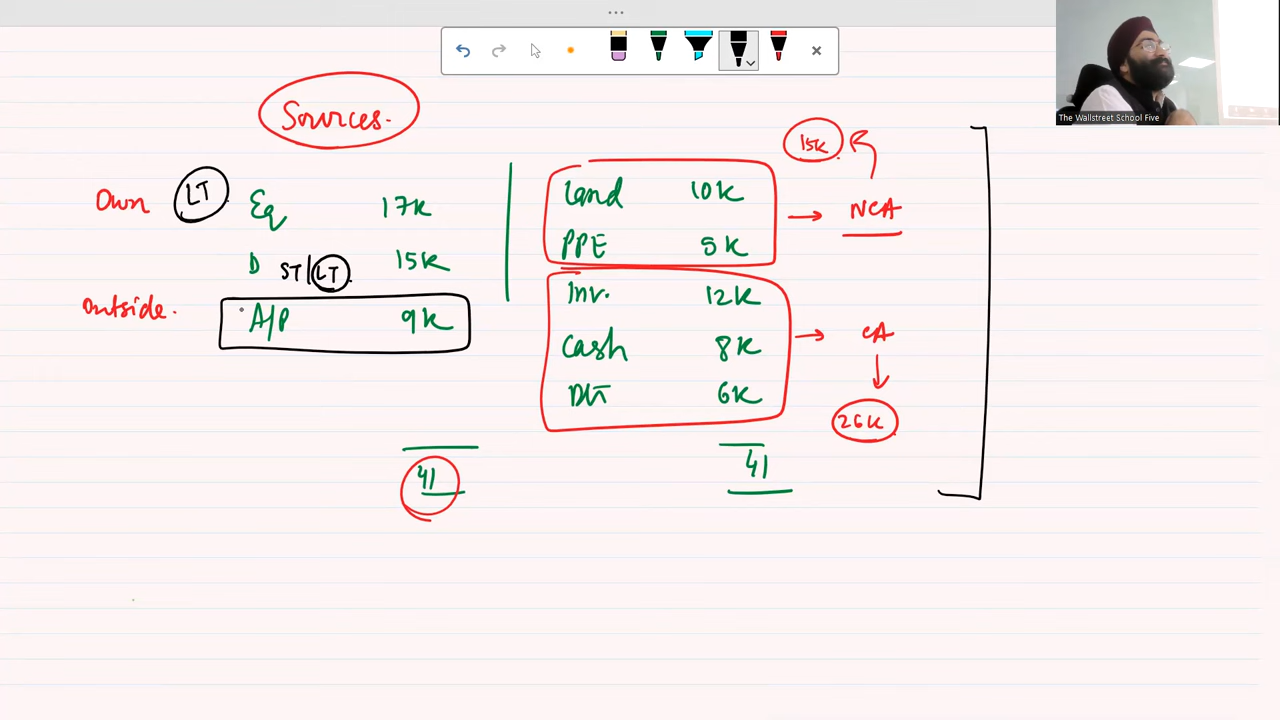 Sources.
The Wallstreet School Five
15K
Own LT Eq 17K
Land 10K
NCA
D ST/LT 15K
PPE 5K
Outside. A/P 9K
Inv. 12K
Cash 8K
CA
6K
26K
41
41